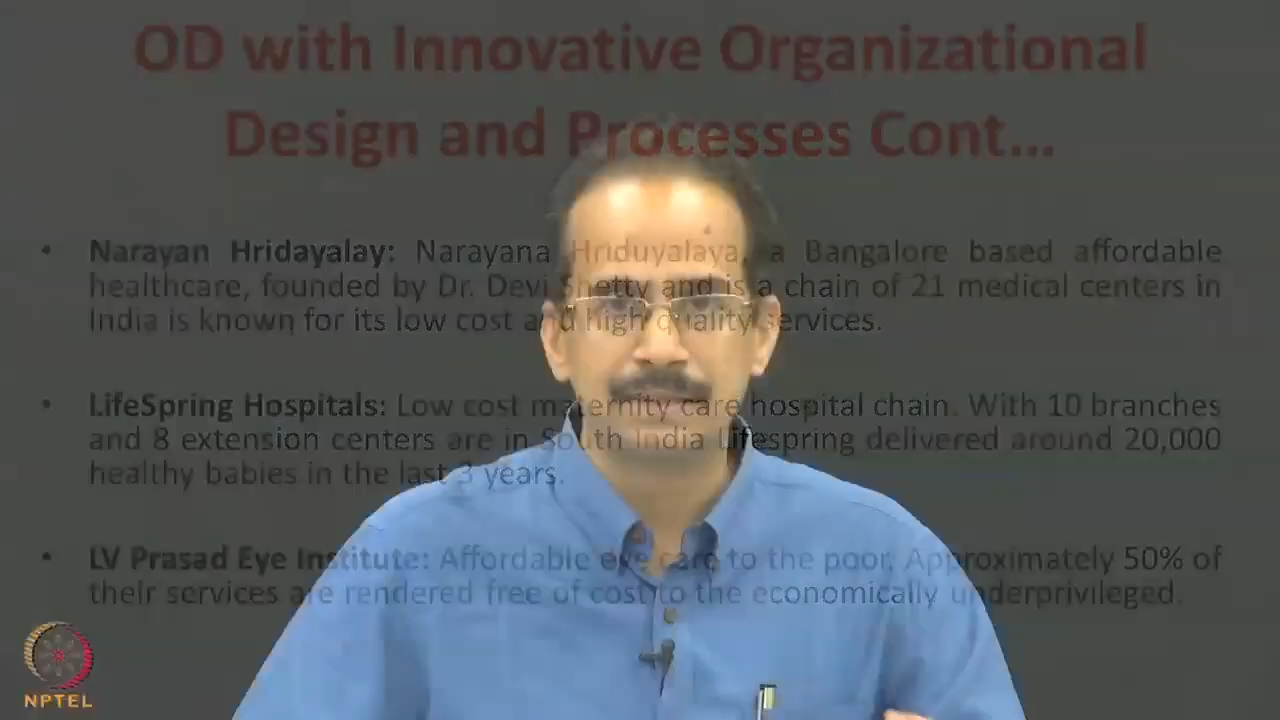 OD with Innovative Organizational
Design and Processes Cont...
• Narayan Hridayalay: Narayana Hriduyalaya, a Bangalore based affordable
healthcare, founded by Dr. Devi Shetty and is a chain of 21 medical centers in
India is known for its low cost and high quality services.
• LifeSpring Hospitals: Low cost maternity care hospital chain. With 10 branches
and 8 extension centers are in South India Lifespring delivered around 20,000
healthy babies in the last 3 years.
• LV Prasad Eye Institute: Affordable eye care to the poor. Approximately 50% of
their services are rendered free of cost to the economically underprivileged.
NPTEL